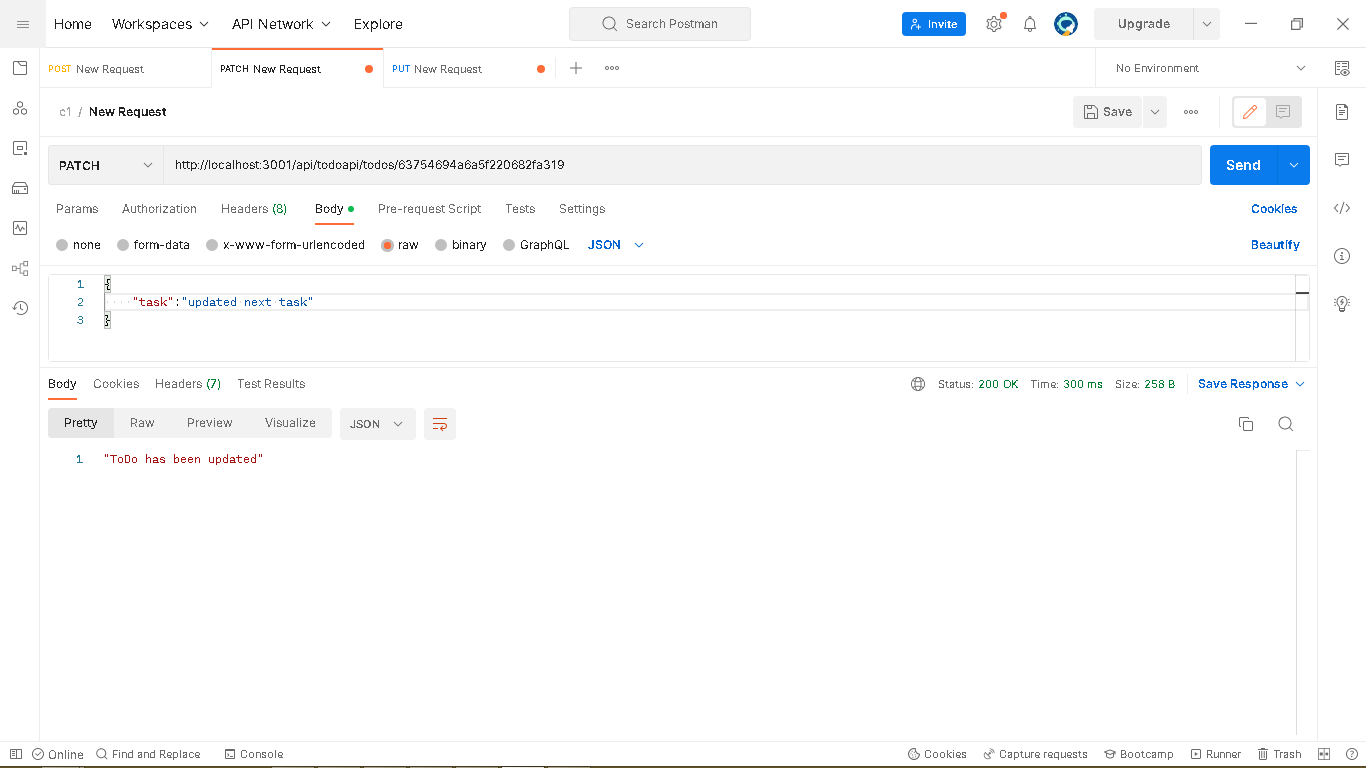 Home Workspaces API Network Explore Search Postman Invite Upgrade
POST New Request PATCH New Request PUT New Request No Environment
c1 / New Request Save
PATCH http://localhost:3001/api/todoapi/todos/63754694a6a5f220682fa319 Send
Params Authorization Headers (8) Body Pre-request Script Tests Settings Cookies
none form-data x-www-form-urlencoded raw binary GraphQL JSON Beautify
1 {
2 "task":"updated next task"
3 }
Body Cookies Headers (7) Test Results Status: 200 OK Time: 300 ms Size: 258 B Save Response
Pretty Raw Preview Visualize JSON
1 "ToDo has been updated"
Online Find and Replace Console Cookies Capture requests Bootcamp Runner Trash